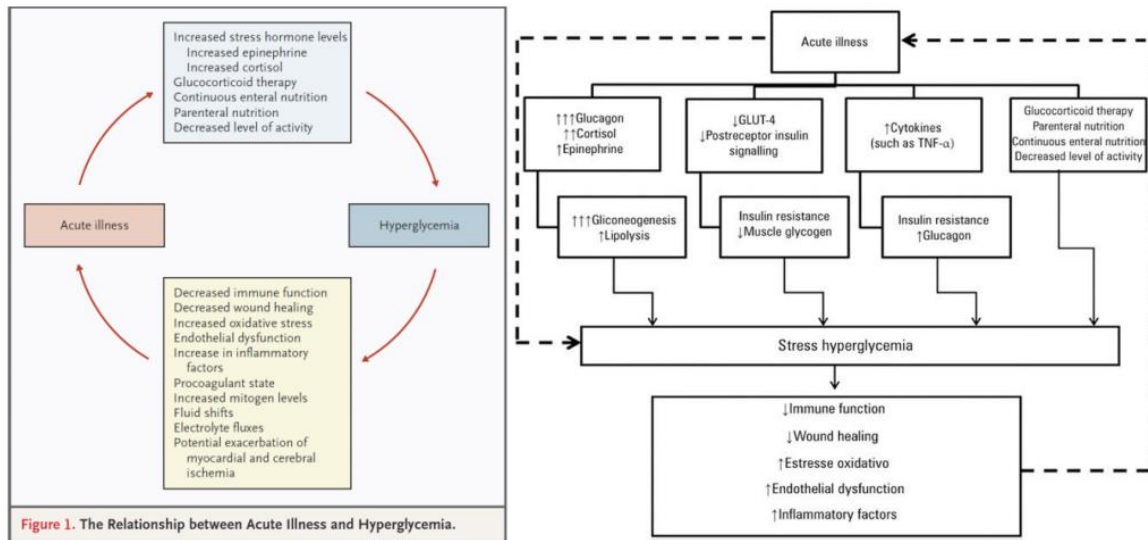 Increased stress hormone levels
Increased epinephrine
Increased cortisol
Glucocorticoid therapy
Continuous enteral nutrition
Parenteral nutrition
Decreased level of activity
Acute illness
Hyperglycemia
Decreased immune function
Decreased wound healing
Increased oxidative stress
Endothelial dysfunction
Increase in inflammatory
factors
Procoagulant state
Increased mitogen levels
Fluid shifts
Electrolyte fluxes
Potential exacerbation of
myocardial and cerebral
ischemia
Figure 1. The Relationship between Acute Illness and Hyperglycemia.
Acute illness
↑↑↑Glucagon
↑↑Cortisol
↑Epinephrine
↓GLUT-4
↓Postreceptor insulin
signalling
↑Cytokines
(such as TNF-α)
Glucocorticoid therapy
Parenteral nutrition
Continuous enteral nutrition
Decreased level of activity
↑↑↑Gliconeogenesis
↑Lipolysis
Insulin resistance
↓Muscle glycogen
Insulin resistance
↑Glucagon
Stress hyperglycemia
↓Immune function
↓Wound healing
↑Estresse oxidativo
↑Endothelial dysfunction
↑Inflammatory factors